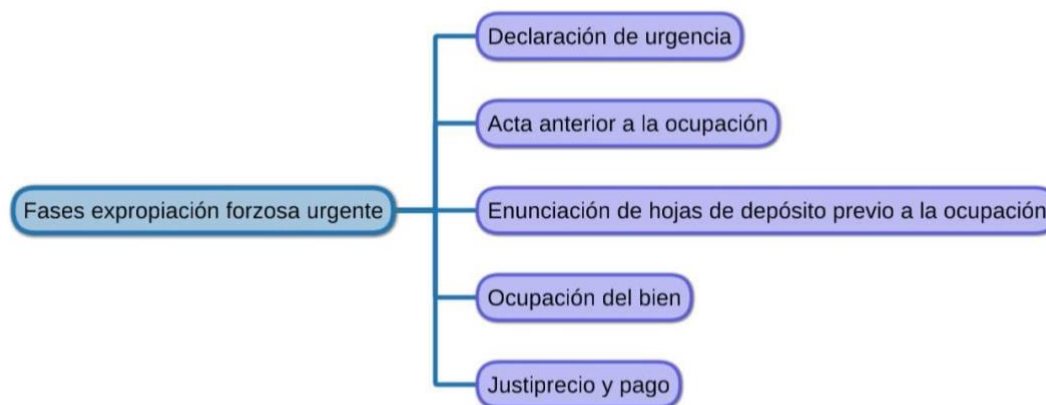 Declaración de urgencia
Acta anterior a la ocupación
Fases expropiación forzosa urgente
Enunciación de hojas de depósito previo a la ocupación
Ocupación del bien
Justiprecio y pago